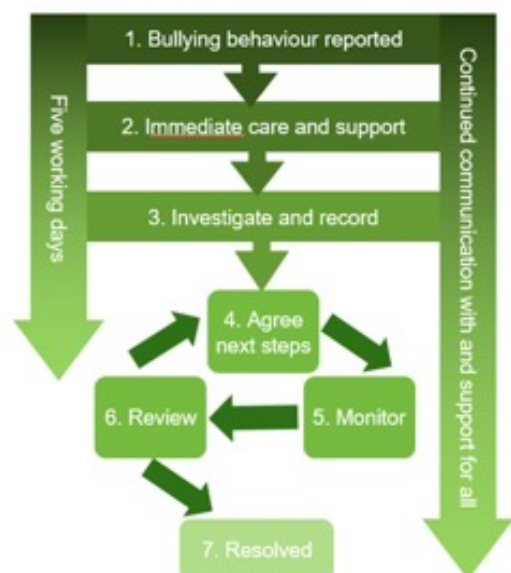 1. Bullying behaviour reported
2. Immediate care and support
3. Investigate and record
Five working days
Continued communication with and support for all
4. Agree
next steps
6. Review
5. Monitor
7. Resolved